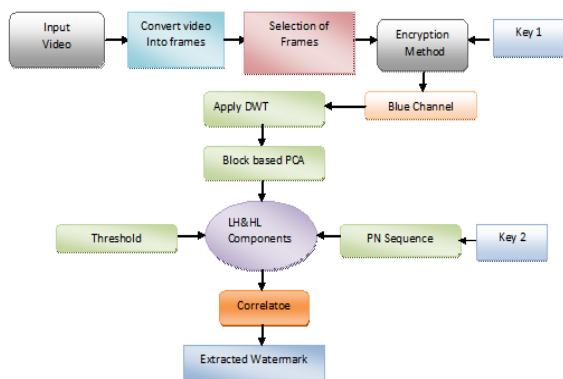 Input
Video
Convert video
Into frames
Selection of
Frames
Encryption
Method
Key 1
Blue Channel
Apply DWT
Block based PCA
LH&HL
Components
Threshold
PN Sequence
Key 2
Correlatoe
Extracted Watermark